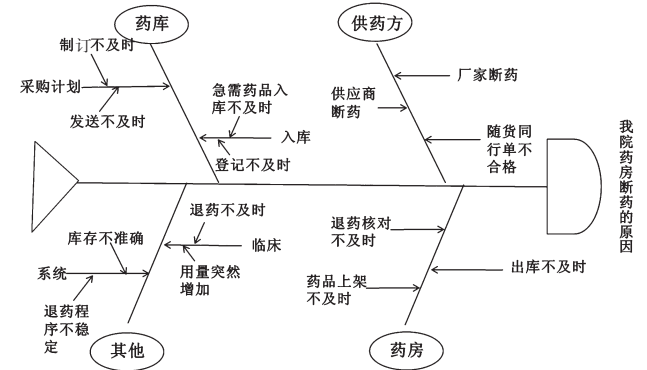 药库
供药方
制订不及时
采购计划
发送不及时
急需药品入
库不及时
入库
登记不及时
厂家断药
供应商
断药
随货同
行单不
合格
我院药房断药的原因
退药不及时
库存不准确
临床
系统
用量突然
增加
退药程
序不稳
定
其他
退药核对
不及时
出库不及时
药品上架
不及时
药房